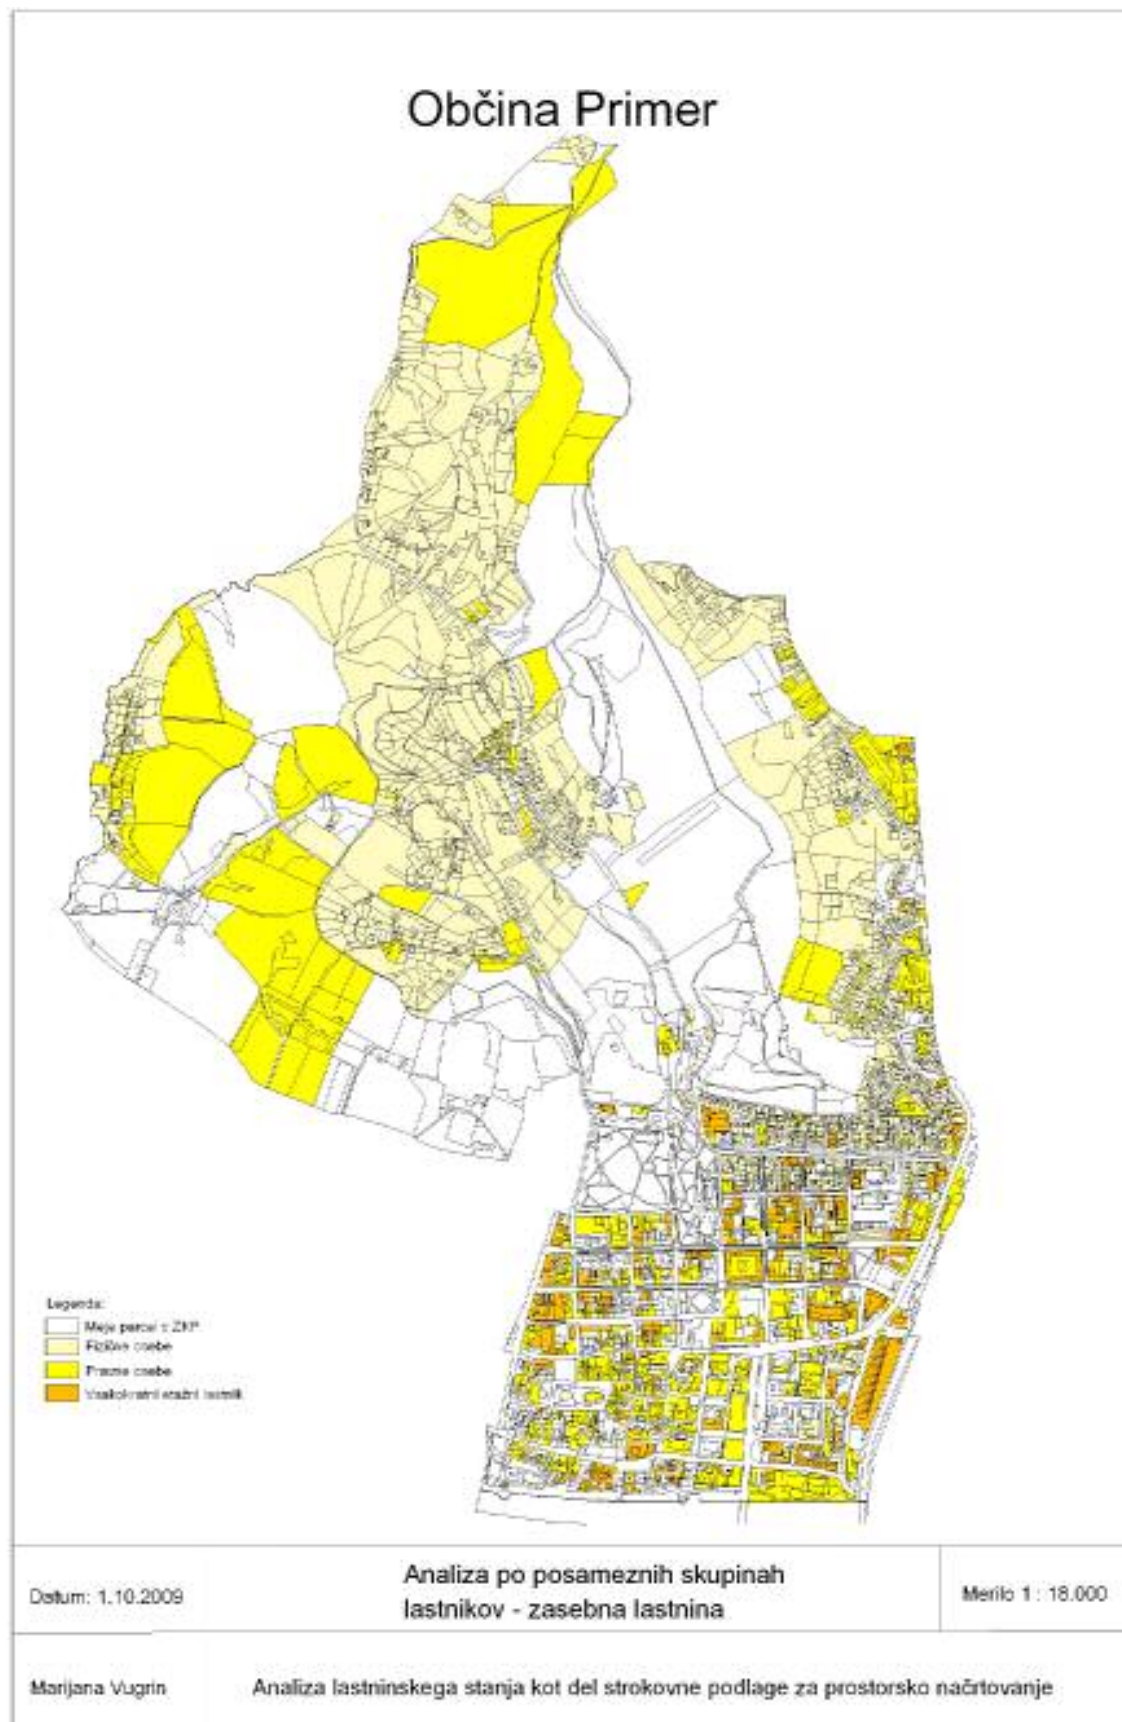 Občina Primer
Legenda:
Meja parcel z ZKP
Fizične osebe
Pravne osebe
Vsakokratni etažni lastnik
Datum: 1.10.2009
Analiza po posameznih skupinah
lastnikov - zasebna lastnina
Merilo 1 : 18.000
Marijana Vugrin
Analiza lastninskega stanja kot del strokovne podlage za prostorsko načrtovanje